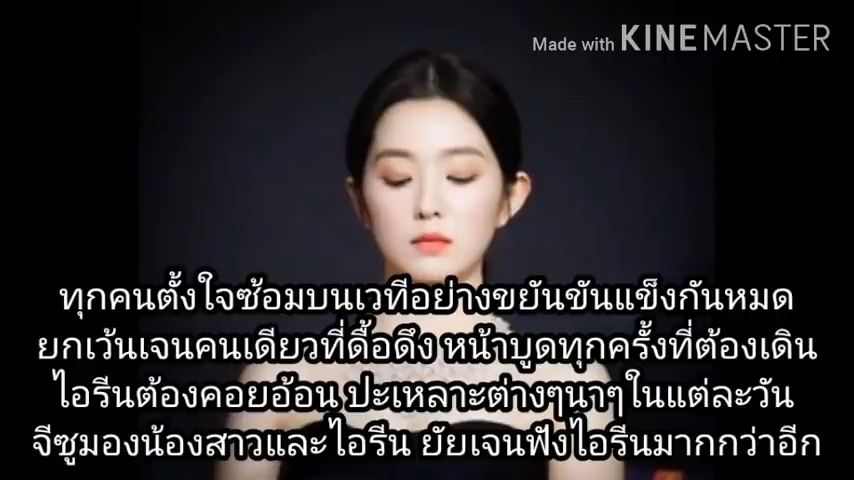 Made with KINEMASTER
ทุกคนตั้งใจซ้อมบนเวทีอย่างขยันขันแข็งกันหมด
ยกเว้นเจนคนเดียวที่ดื้อดึง หน้าบูดทุกครั้งที่ต้องเดิน
ไอรีนต้องคอยอ้อน ปะเหลาะต่างๆนาๆในแต่ละวัน
จีซูมองน้องสาวและไอรีน ยัยเจนฟังไอรีนมากกว่าอีก